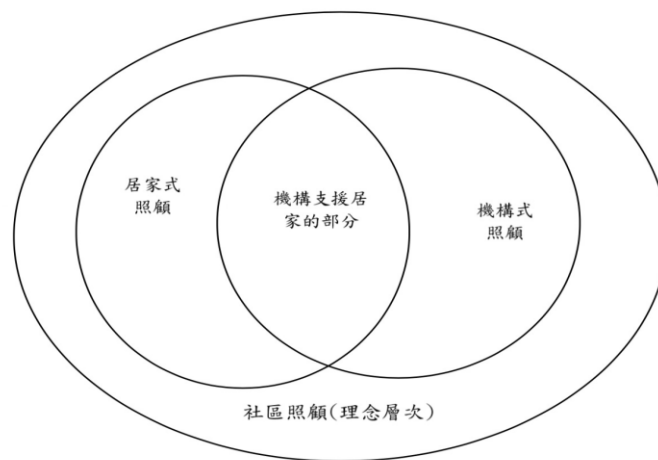 居家式
照顧
機構支援居
家的部分
機構式
照顧
社區照顧(理念層次)